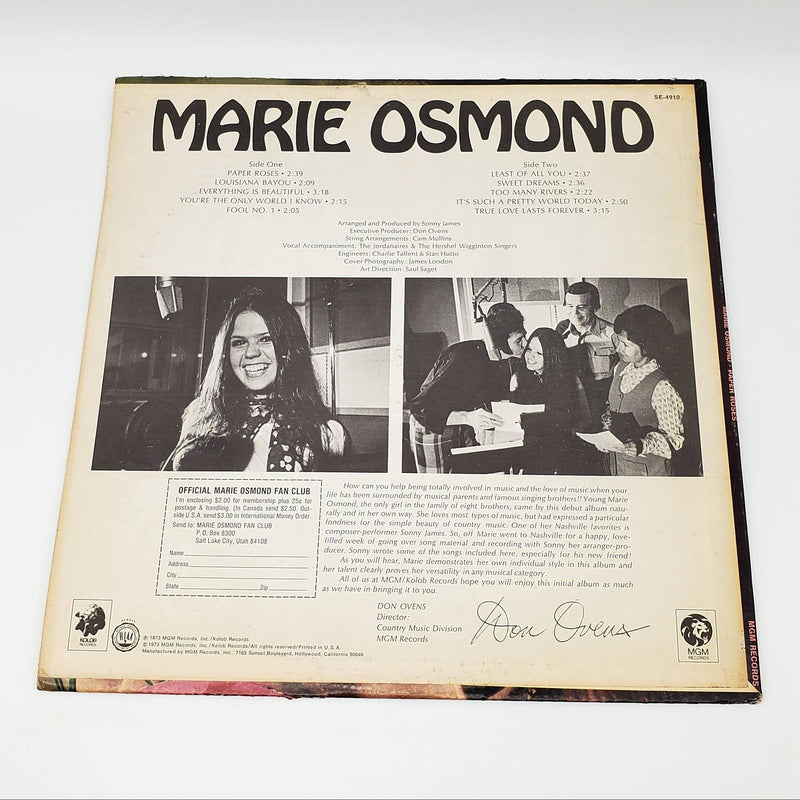 SE-4910
MARIE OSMOND
Side One
PAPER ROSES • 2:39
LOUISIANA BAYOU • 2:09
EVERYTHING IS BEAUTIFUL • 3:18
YOU'RE THE ONLY WORLD I KNOW • 2:15
FOOL NO. 1 • 2:05
Side Two
LEAST OF ALL YOU • 2:37
SWEET DREAMS • 2:36
TOO MANY RIVERS • 2:22
IT'S SUCH A PRETTY WORLD TODAY • 2:50
TRUE LOVE LASTS FOREVER • 3:15
Arranged and Produced by Sonny James
Executive Producer: Don Ovens
String Arrangements: Cam Mullins
Vocal Accompaniment: The Jordanaires & The Hershel Wigginton Singers
Engineers: Charlie Tallent & Stan Hutto
Cover Photography: James London
Art Direction: Saul Saget
OFFICIAL MARIE OSMOND FAN CLUB
I'm enclosing $2.00 for membership plus 25¢ for
postage & handling. (In Canada send $2.50. Out-
side U.S.A. send $3.00 in International Money Order.
Send to: MARIE OSMOND FAN CLUB
P.O. Box 8300
Salt Lake City, Utah 84108
Name
Address
City
State Zip
How can you help being totally involved in music and the love of music when your
life has been surrounded by musical parents and famous singing brothers!! Young Marie
Osmond, the only girl in the family of eight brothers, came by this debut album natu-
rally and in her own way. She loves most types of music, but had expressed a particular
fondness for the simple beauty of country music. One of her Nashville favorites is
composer-performer Sonny James. So, off Marie went to Nashville for a happy, love-
filled week of going over song material and recording with Sonny her arranger-pro-
ducer. Sonny wrote some of the songs included here, especially for his new friend!
As you will hear, Marie demonstrates her own individual style in this album and
her talent clearly proves her versatility in any musical category.
All of us at MGM/Kolob Records hope you will enjoy this initial album as much
as we have in bringing it to you.
DON OVENS
Director:
Country Music Division
MGM Records
Don Ovens
KOLOB
RECORDS
℗ 1973 MGM Records, Inc./Kolob Records
© 1973 MGM Records, Inc./Kolob Records/All rights reserved/Printed in U.S.A.
Manufactured by MGM Records, Inc., 7165 Sunset Boulevard, Hollywood, California 90046
MGM
RECORDS
MARIE OSMOND • PAPER ROSES
MGM RECORDS